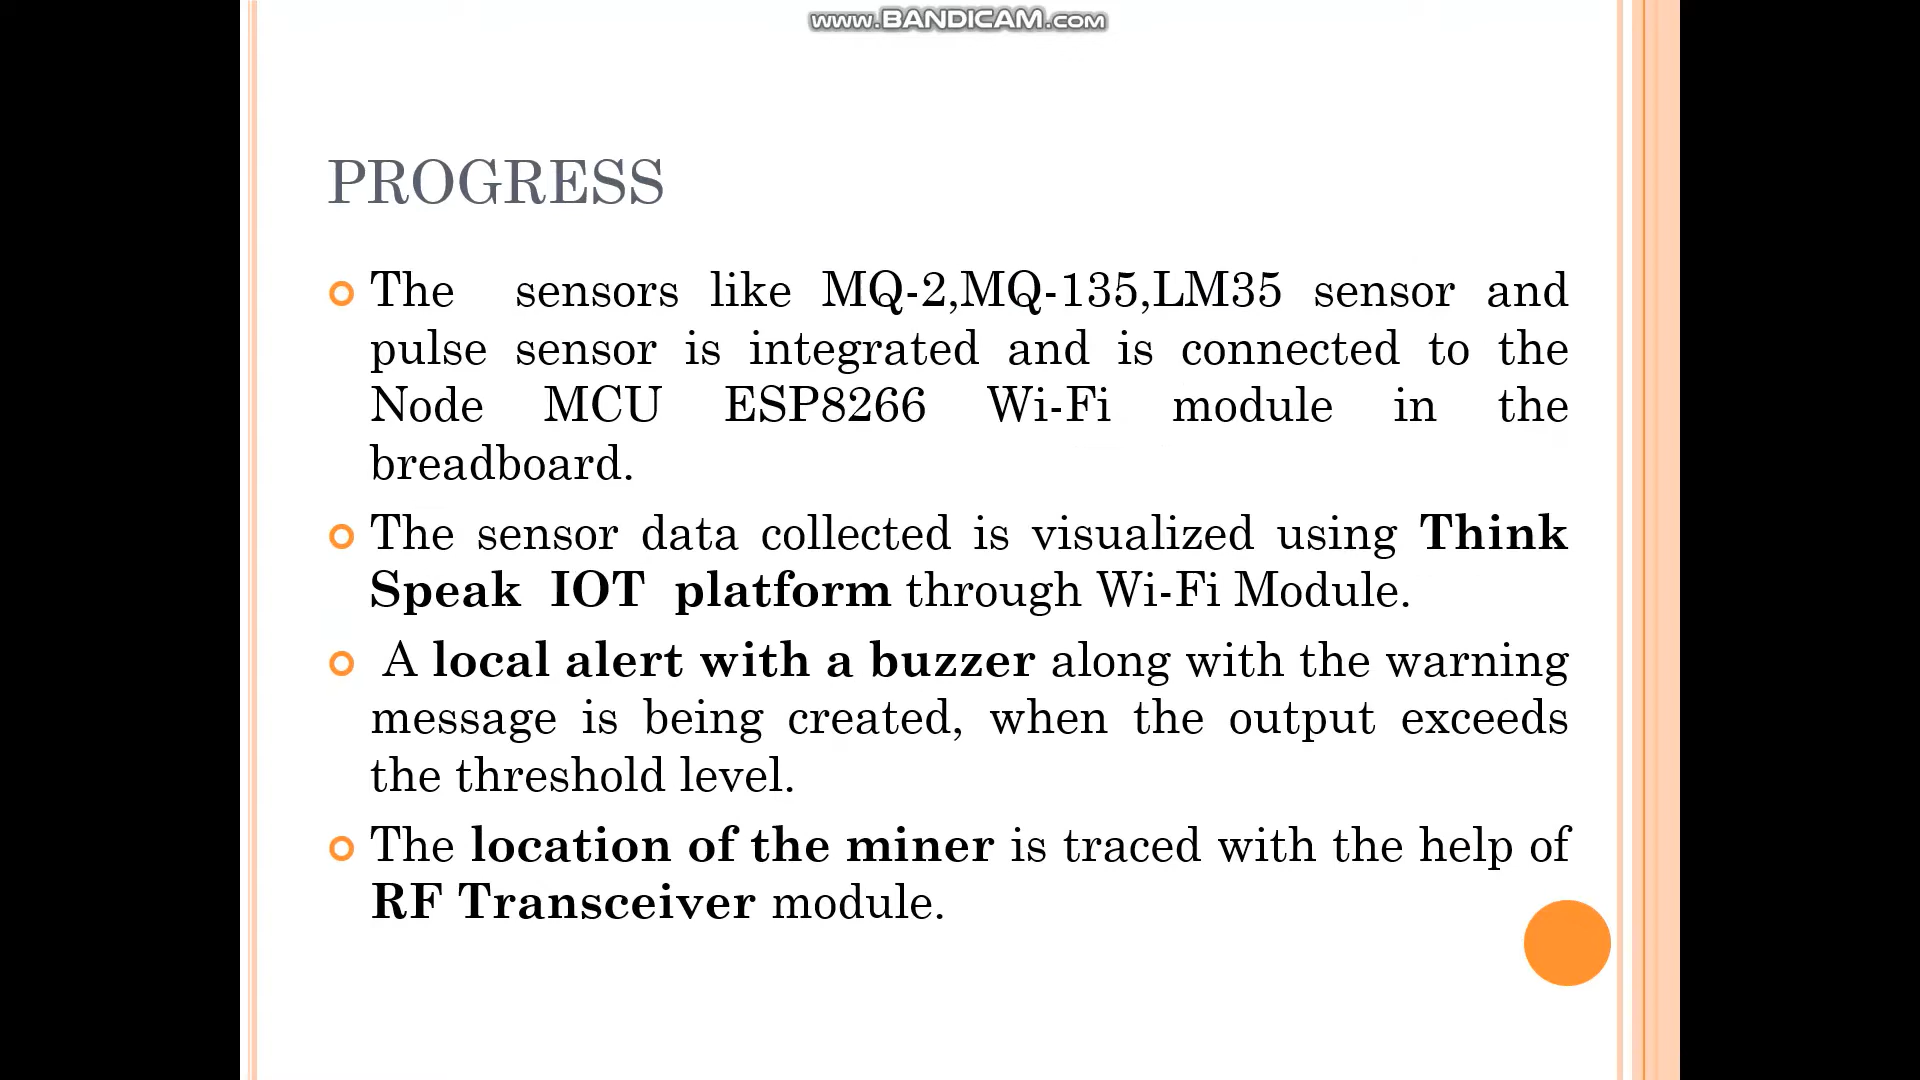 www.BANDICAM.com
PROGRESS
The sensors like MQ-2,MQ-135,LM35 sensor and
pulse sensor is integrated and is connected to the
Node MCU ESP8266 Wi-Fi module in the
breadboard.
The sensor data collected is visualized using Think
Speak IOT platform through Wi-Fi Module.
A local alert with a buzzer along with the warning
message is being created, when the output exceeds
the threshold level.
The location of the miner is traced with the help of
RF Transceiver module.